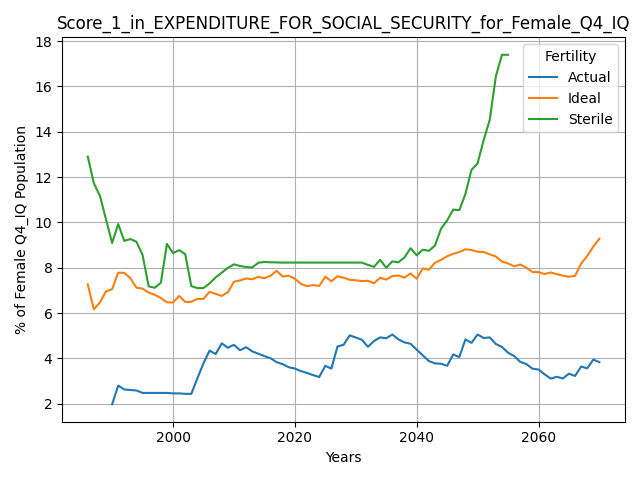 Score_1_in_EXPENDITURE_FOR_SOCIAL_SECURITY_for_Female_Q4_IQ
18
16
14
12
10
8
6
4
2
% of Female Q4_IQ Population
Fertility
Actual
Ideal
Sterile
2000
2020
2040
2060
Years